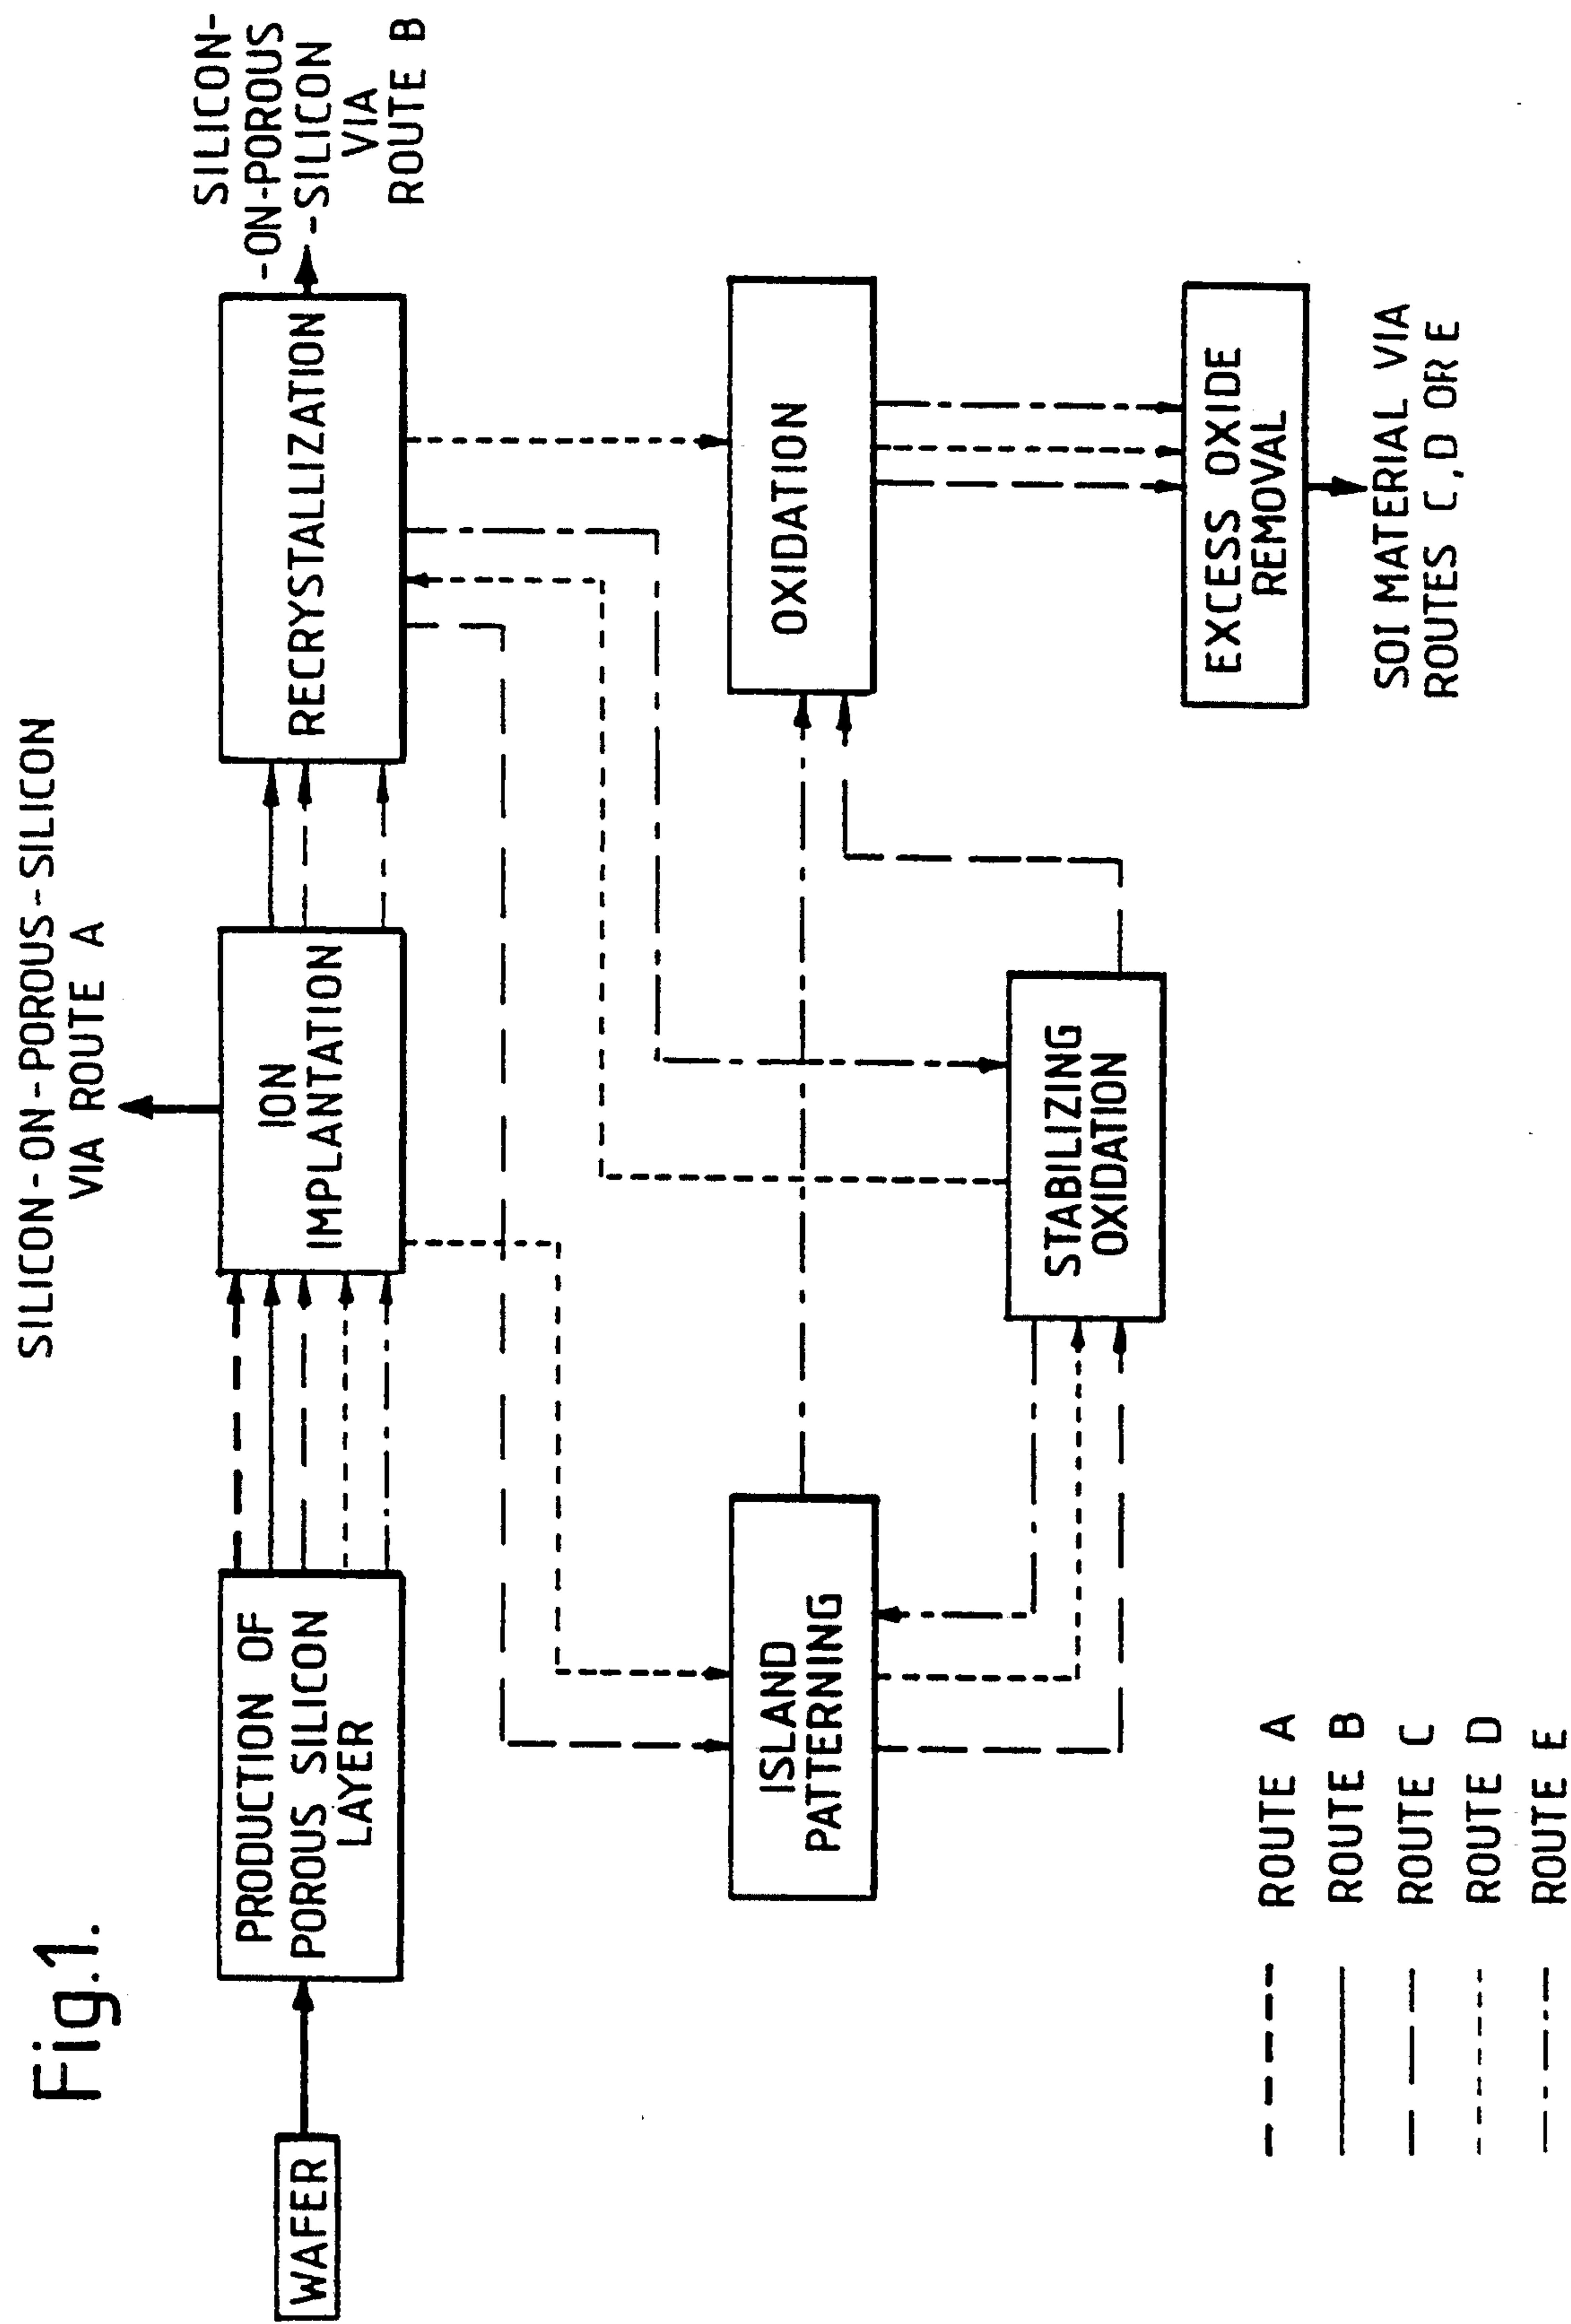 Fig.1.
WAFER
PRODUCTION OF
POROUS SILICON
LAYER
SILICON-ON-POROUS-SILICON
VIA ROUTE A
ION
IMPLANTATION
RECRYSTALLIZATION
SILICON-
-ON-POROUS
-SILICON
VIA
ROUTE B
ISLAND
PATTERNING
STABILIZING
OXIDATION
OXIDATION
EXCESS OXIDE
REMOVAL
SOI MATERIAL VIA
ROUTES C,D OR E
ROUTE A
ROUTE B
ROUTE C
ROUTE D
ROUTE E